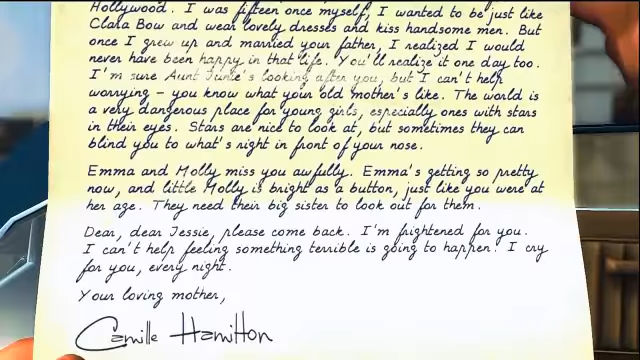 Hollywood. I was fifteen once myself, I wanted to be just like
Clara Bow and wear lovely dresses and kiss handsome men. But
once I grew up and married your father, I realized I would
never have been happy in that life. You'll realize it one day too.
I'm sure Aunt Junie's looking after you, but I can't help
worrying – you know what your old mother's like. The world is
a very dangerous place for young girls, especially ones with stars
in their eyes. Stars are nice to look at, but sometimes they can
blind you to what's right in front of your nose.
Emma and Molly miss you awfully. Emma's getting so pretty
now, and little Molly is bright as a button, just like you were at
her age. They need their big sister to look out for them.
Dear, dear Jessie, please come back. I'm frightened for you.
I can't help feeling something terrible is going to happen. I cry
for you, every night.
Your loving mother,
Camille Hamilton